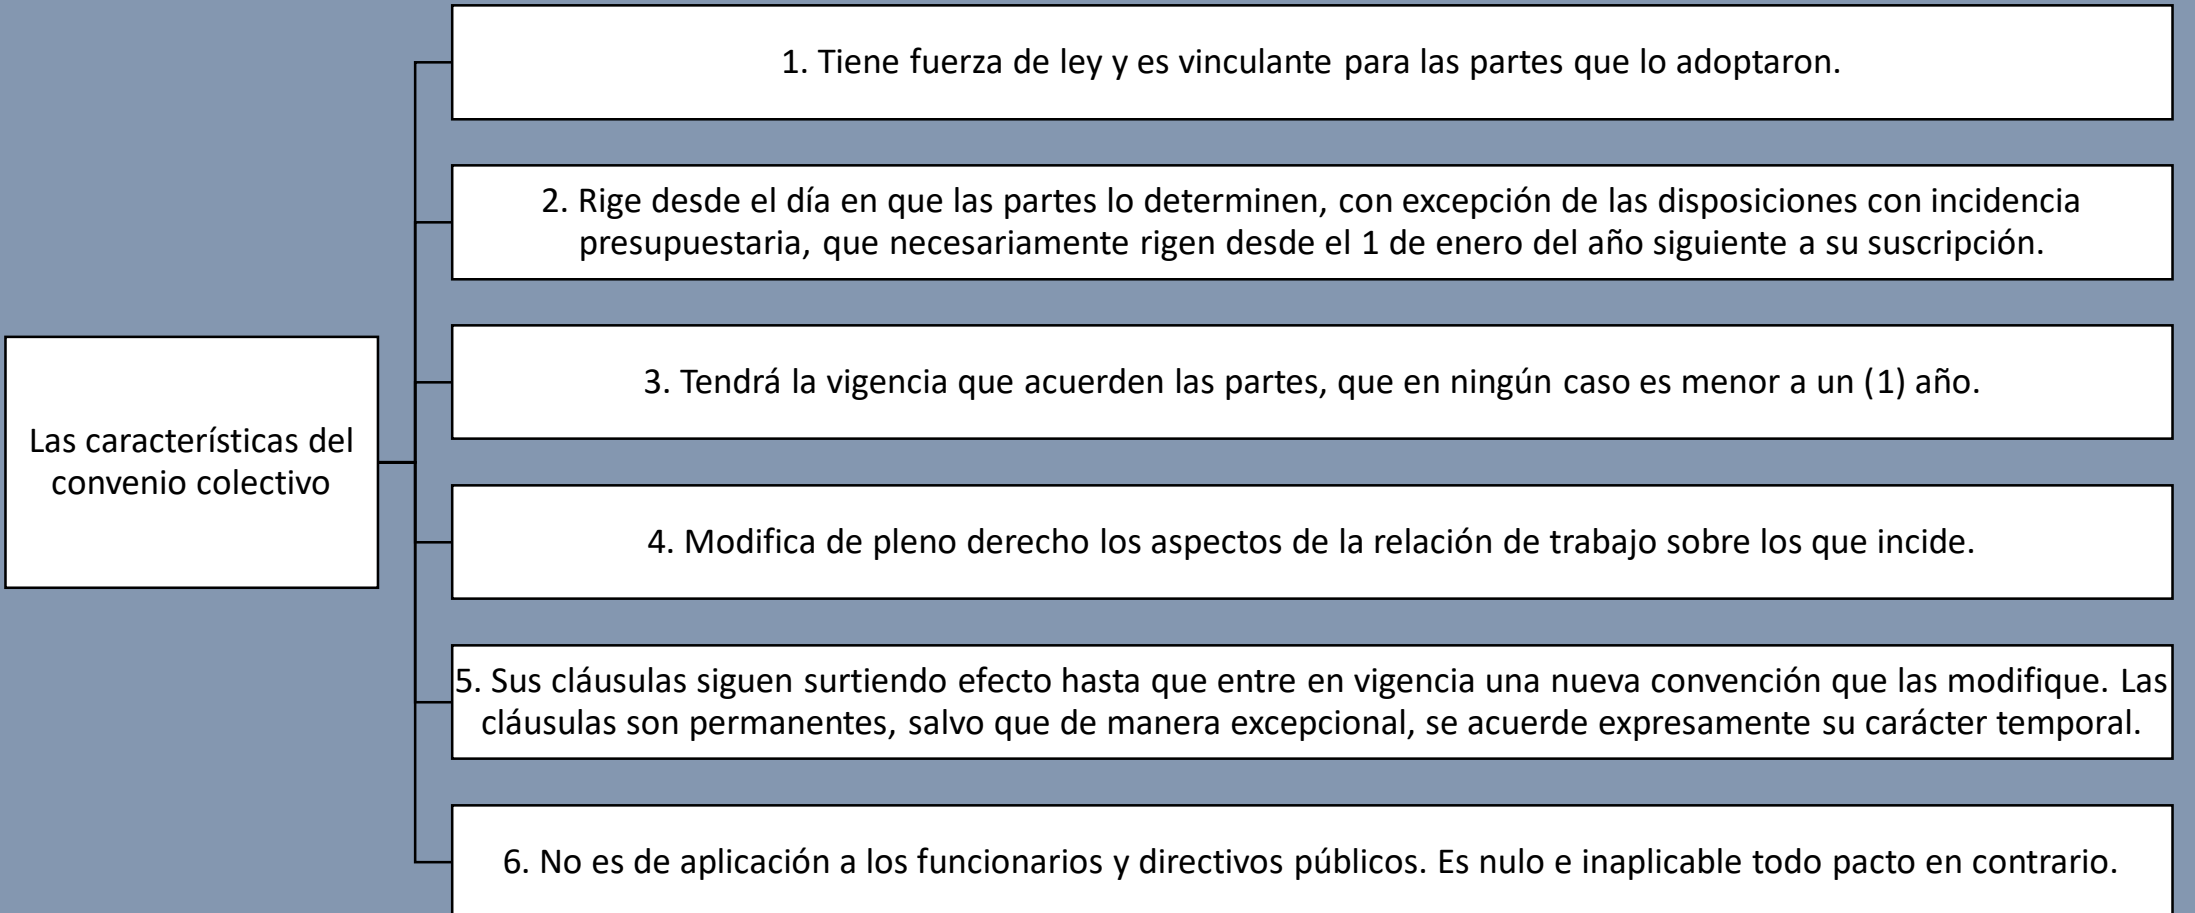 1. Tiene fuerza de ley y es vinculante para las partes que lo adoptaron.
2. Rige desde el día en que las partes lo determinen, con excepción de las disposiciones con incidencia
presupuestaria, que necesariamente rigen desde el 1 de enero del año siguiente a su suscripción.
3. Tendrá la vigencia que acuerden las partes, que en ningún caso es menor a un (1) año.
Las características del
convenio colectivo
4. Modifica de pleno derecho los aspectos de la relación de trabajo sobre los que incide.
5. Sus cláusulas siguen surtiendo efecto hasta que entre en vigencia una nueva convención que las modifique. Las
cláusulas son permanentes, salvo que de manera excepcional, se acuerde expresamente su carácter temporal.
6. No es de aplicación a los funcionarios y directivos públicos. Es nulo e inaplicable todo pacto en contrario.